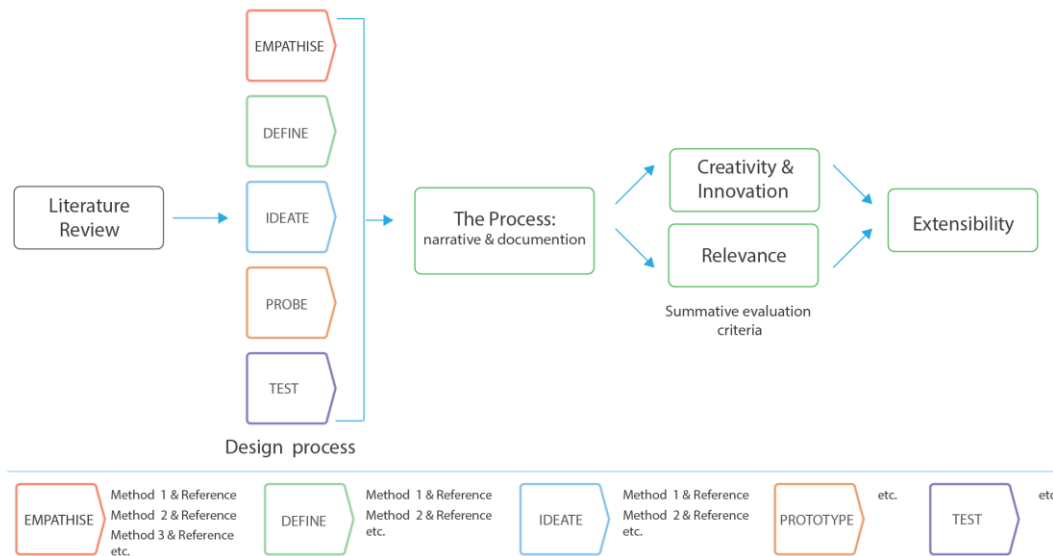 EMPATHISE
DEFINE
Literature
Review
IDEATE
PROBE
TEST
Design process
The Process:
narrative & documention
Creativity &
Innovation
Relevance
Summative evaluation
criteria
Extensibility
EMPATHISE
Method 1 & Reference
Method 2 & Reference
Method 3 & Reference
etc.
DEFINE
Method 1 & Reference
Method 2 & Reference
etc.
IDEATE
Method 1 & Reference
Method 2 & Reference
etc.
PROTOTYPE
etc.
TEST
etc